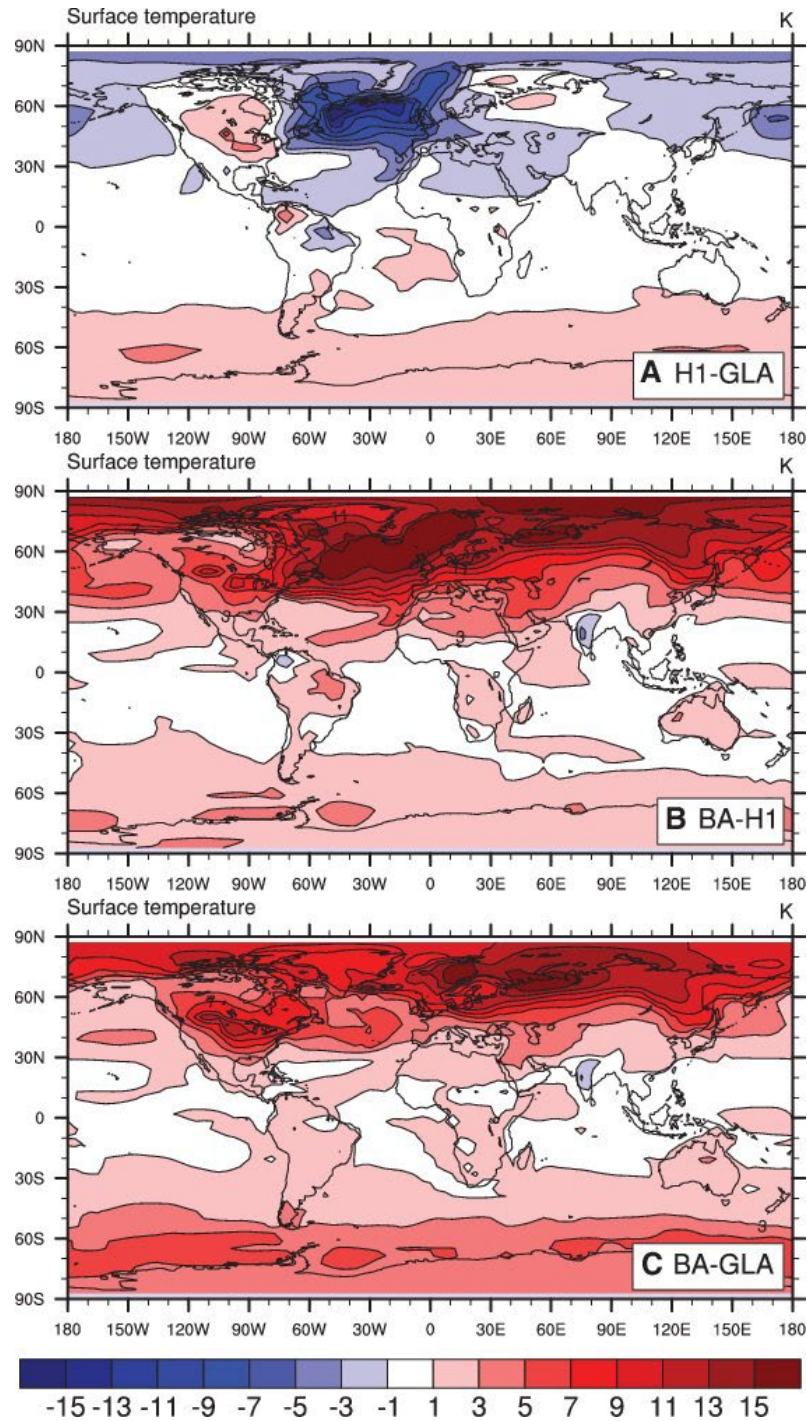 Surface temperature K
90N
60N
30N
0
30S
60S
90S
A H1-GLA
180 150W 120W 90W 60W 30W 0 30E 60E 90E 120E 150E 180
Surface temperature K
90N
60N
30N
0
30S
60S
90S
11
3
3
B BA-H1
180 150W 120W 90W 60W 30W 0 30E 60E 90E 120E 150E 180
Surface temperature K
90N
60N
30N
0
30S
60S
90S
3
C BA-GLA
180 150W 120W 90W 60W 30W 0 30E 60E 90E 120E 150E 180
-15 -13 -11 -9 -7 -5 -3 -1 1 3 5 7 9 11 13 15